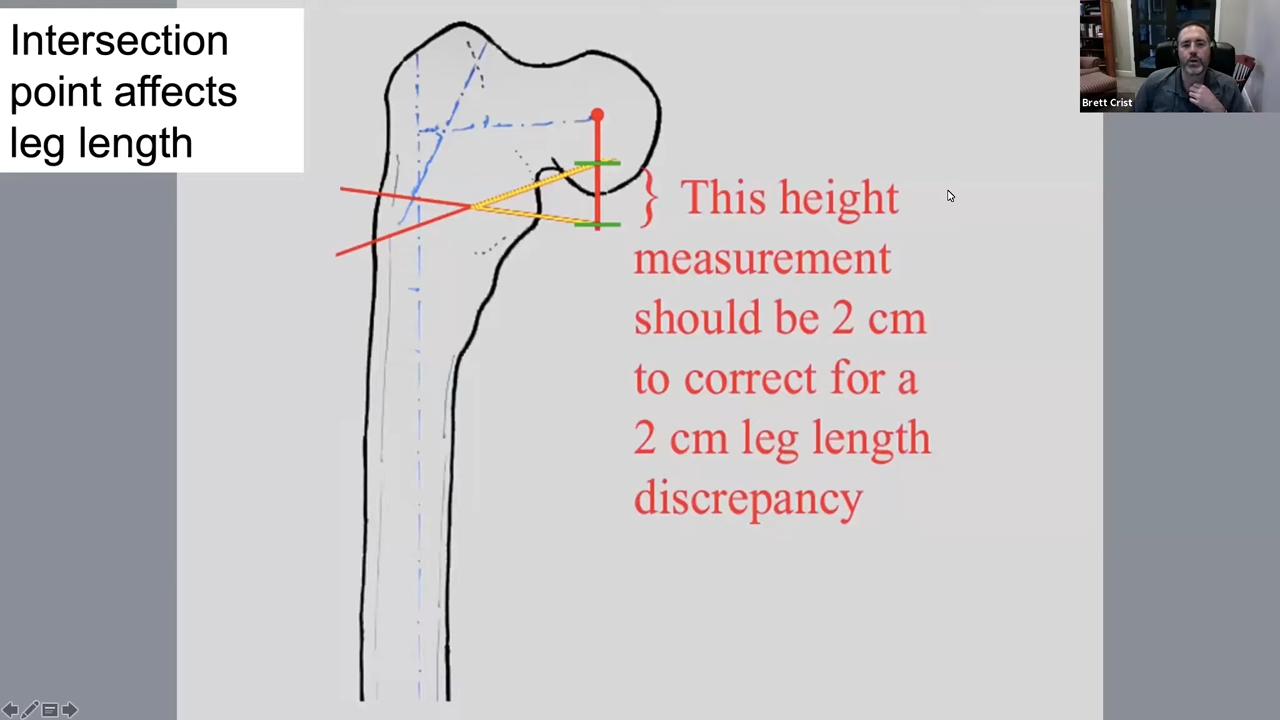 Intersection
point affects
leg length
Brett Crist
} This height
measurement
should be 2 cm
to correct for a
2 cm leg length
discrepancy